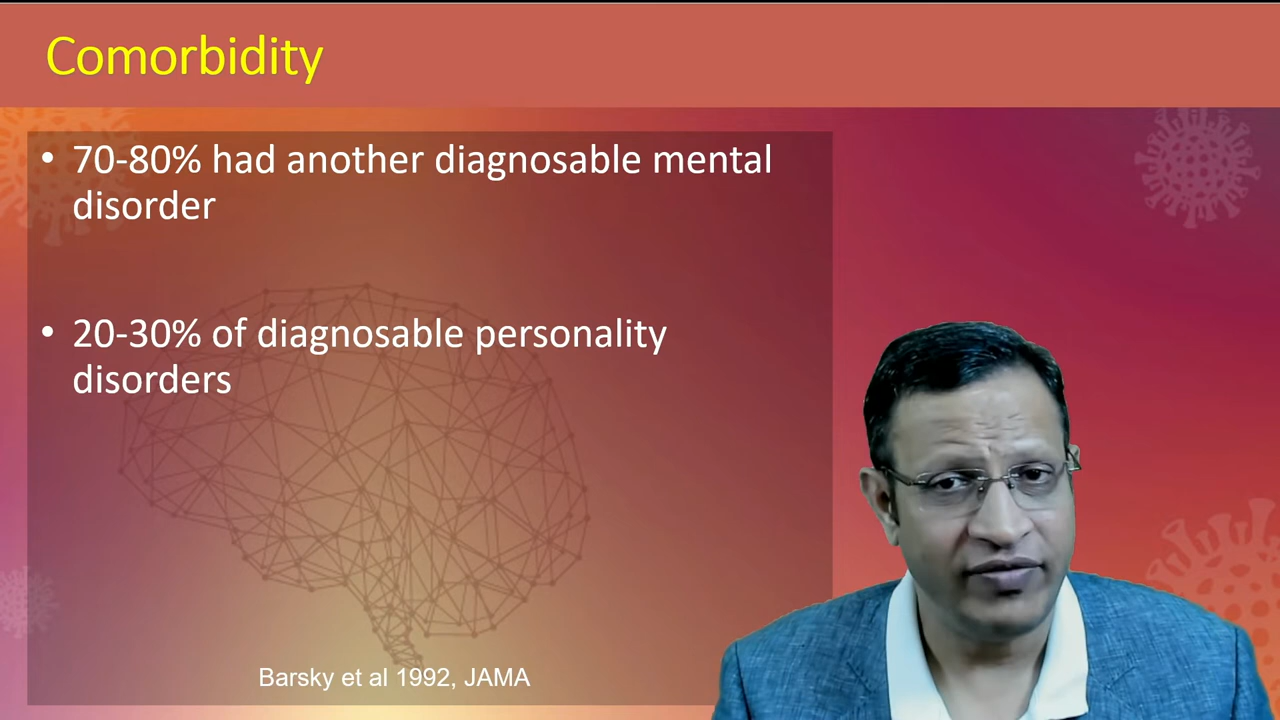 Comorbidity
• 70-80% had another diagnosable mental
disorder
• 20-30% of diagnosable personality
disorders
Barsky et al 1992, JAMA